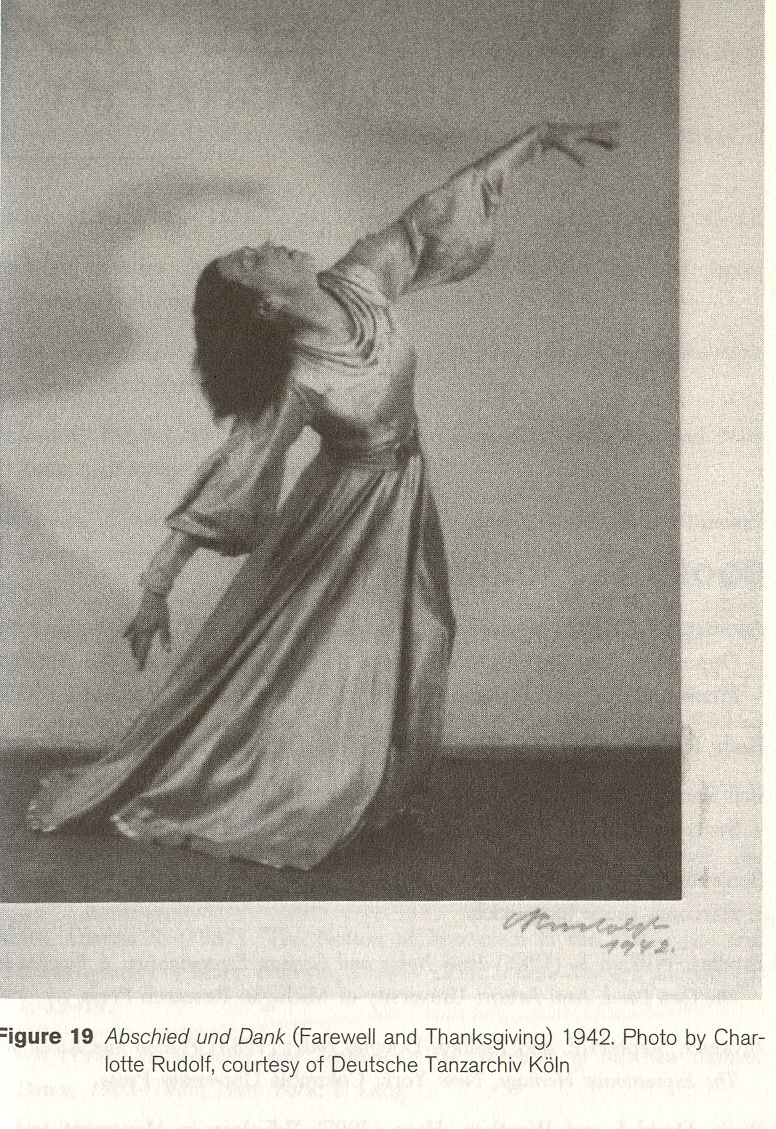 1942.
Figure 19 Abschied und Dank (Farewell and Thanksgiving) 1942. Photo by Char-
lotte Rudolf, courtesy of Deutsche Tanzarchiv Köln